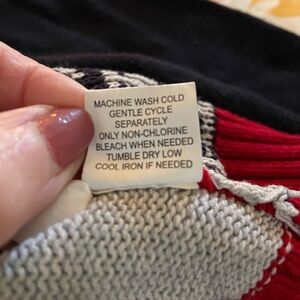 MACHINE WASH COLD
GENTLE CYCLE
SEPARATELY
ONLY NON-CHLORINE
BLEACH WHEN NEEDED
TUMBLE DRY LOW
COOL IRON IF NEEDED